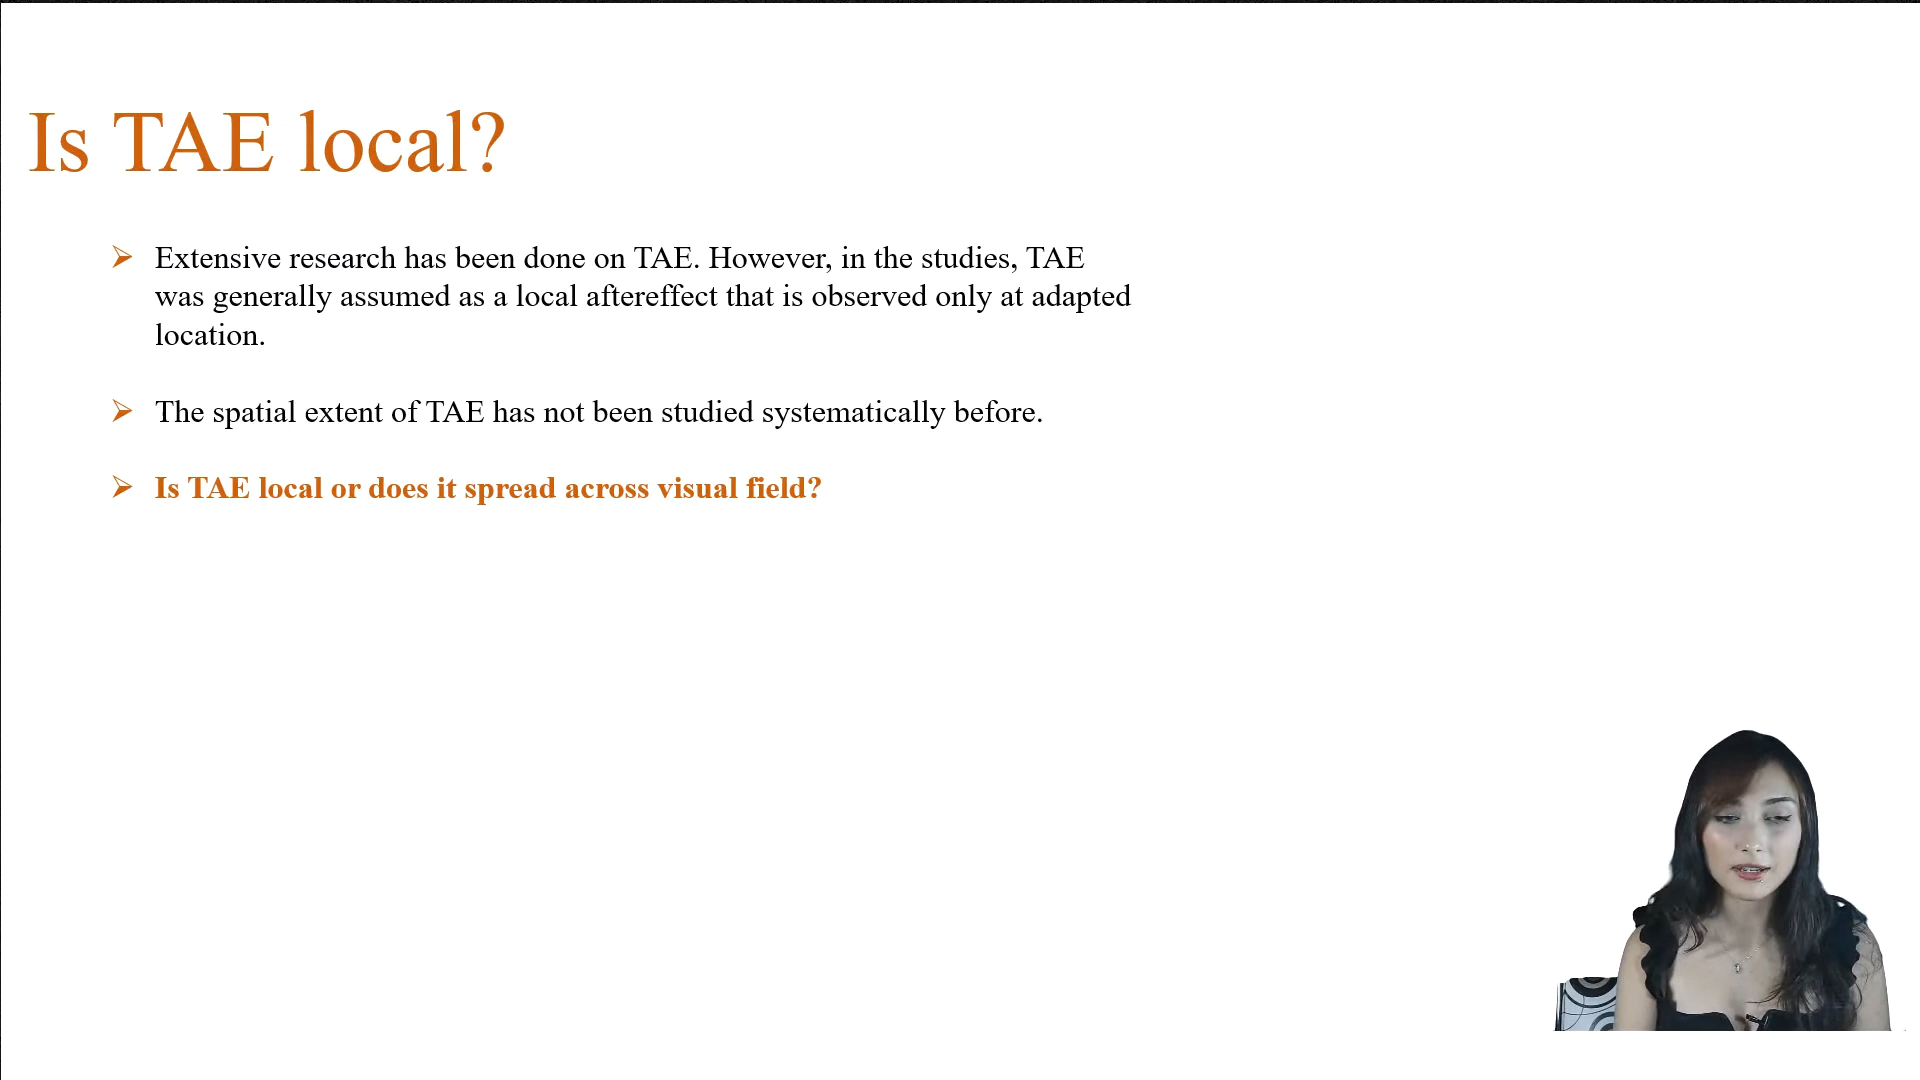 Is TAE local?
Extensive research has been done on TAE. However, in the studies, TAE
was generally assumed as a local aftereffect that is observed only at adapted
location.
The spatial extent of TAE has not been studied systematically before.
Is TAE local or does it spread across visual field?